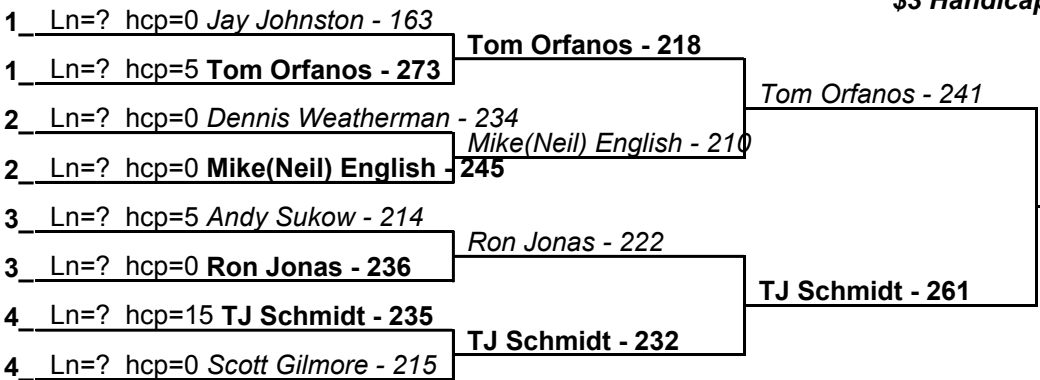 $3 Handicap
1_ Ln=? hcp=0 Jay Johnston - 163
Tom Orfanos - 218
1_ Ln=? hcp=5 Tom Orfanos - 273
Tom Orfanos - 241
2_ Ln=? hcp=0 Dennis Weatherman - 234
Mike(Neil) English - 210
2_ Ln=? hcp=0 Mike(Neil) English - 245
3_ Ln=? hcp=5 Andy Sukow - 214
Ron Jonas - 222
3_ Ln=? hcp=0 Ron Jonas - 236
TJ Schmidt - 261
4_ Ln=? hcp=15 TJ Schmidt - 235
TJ Schmidt - 232
4_ Ln=? hcp=0 Scott Gilmore - 215